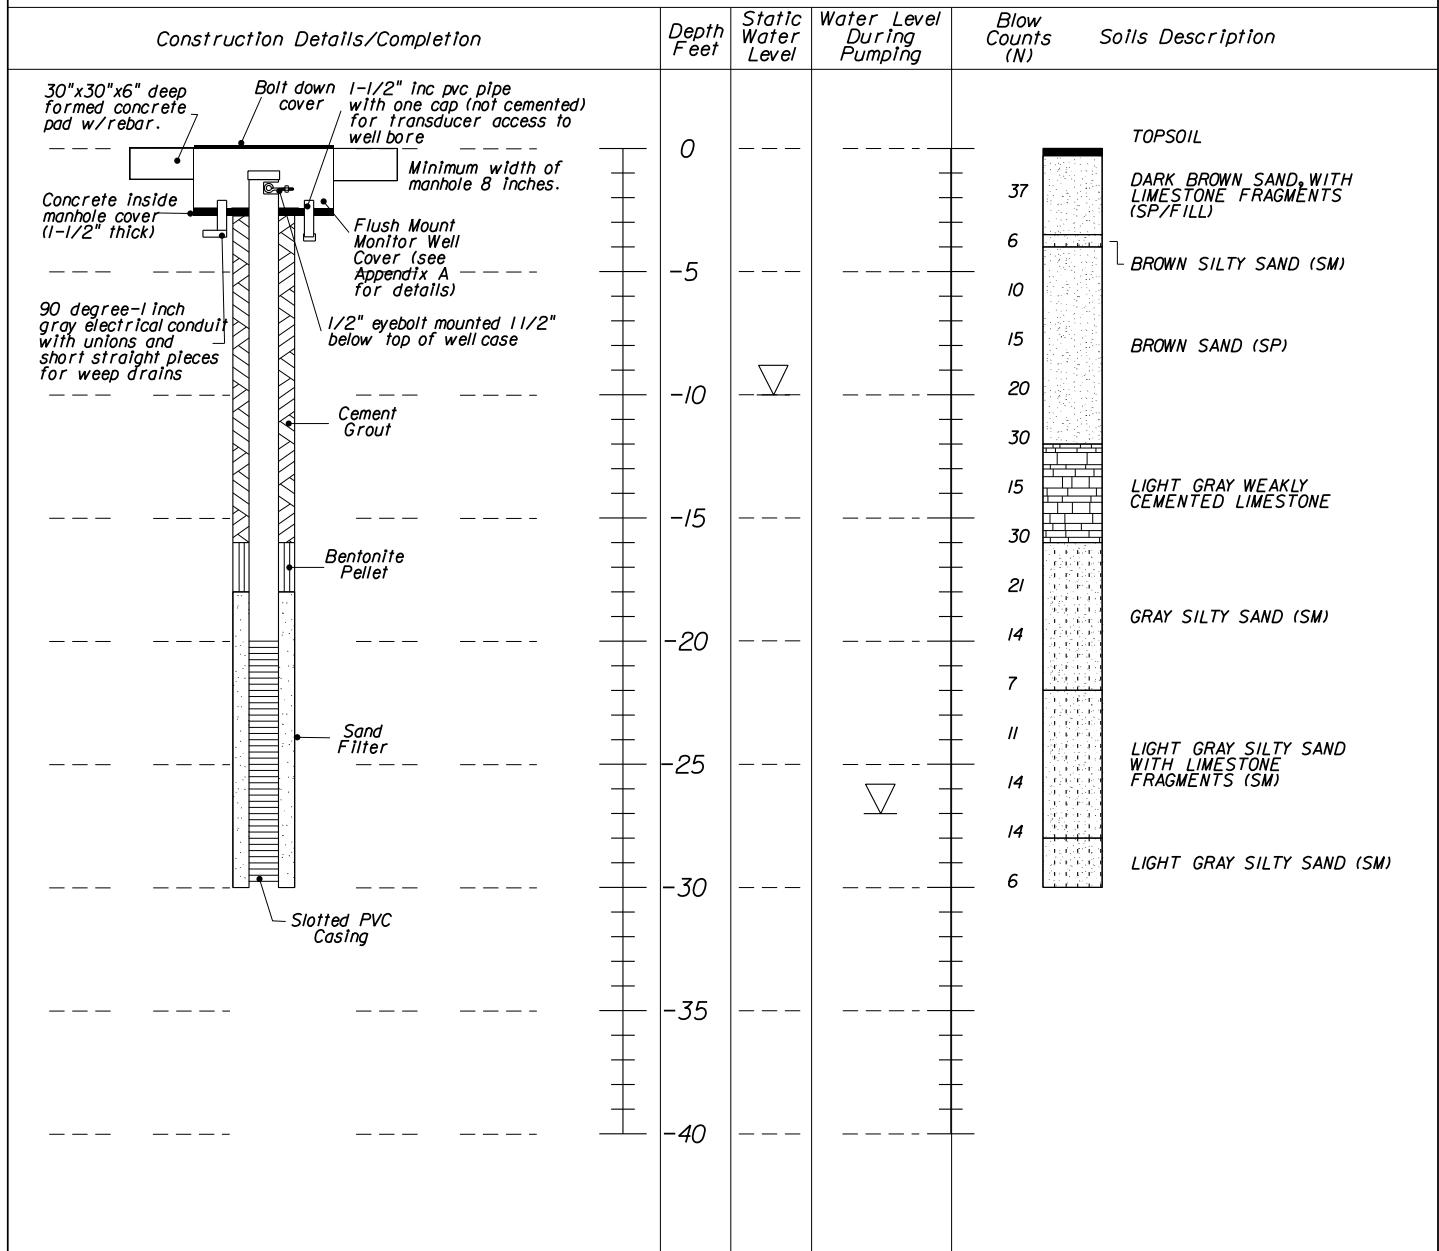 Construction Details/Completion
Depth
Feet
Static
Water
Level
Water Level
During
Pumping
Blow
Counts
(N)
Soils Description
30"x30"x6" deep
formed concrete
pad w/rebar.
Bolt down
cover
1-1/2" inc pvc pipe
with one cap (not cemented)
for transducer access to
well bore
Minimum width of
manhole 8 inches.
Concrete inside
manhole cover
(1-1/2" thick)
Flush Mount
Monitor Well
Cover (see
Appendix A
for details)
90 degree-1 inch
gray electrical conduit
with unions and
short straight pieces
for weep drains
1/2" eyebolt mounted 11/2"
below top of well case
Cement
Grout
Bentonite
Pellet
Sand
Filter
Slotted PVC
Casing
0
-5
-10
-15
-20
-25
-30
-35
-40
37
6
10
15
20
30
15
30
21
14
7
11
14
14
6
TOPSOIL
DARK BROWN SAND, WITH
LIMESTONE FRAGMENTS
(SP/FILL)
BROWN SILTY SAND (SM)
BROWN SAND (SP)
LIGHT GRAY WEAKLY
CEMENTED LIMESTONE
GRAY SILTY SAND (SM)
LIGHT GRAY SILTY SAND
WITH LIMESTONE
FRAGMENTS (SM)
LIGHT GRAY SILTY SAND (SM)